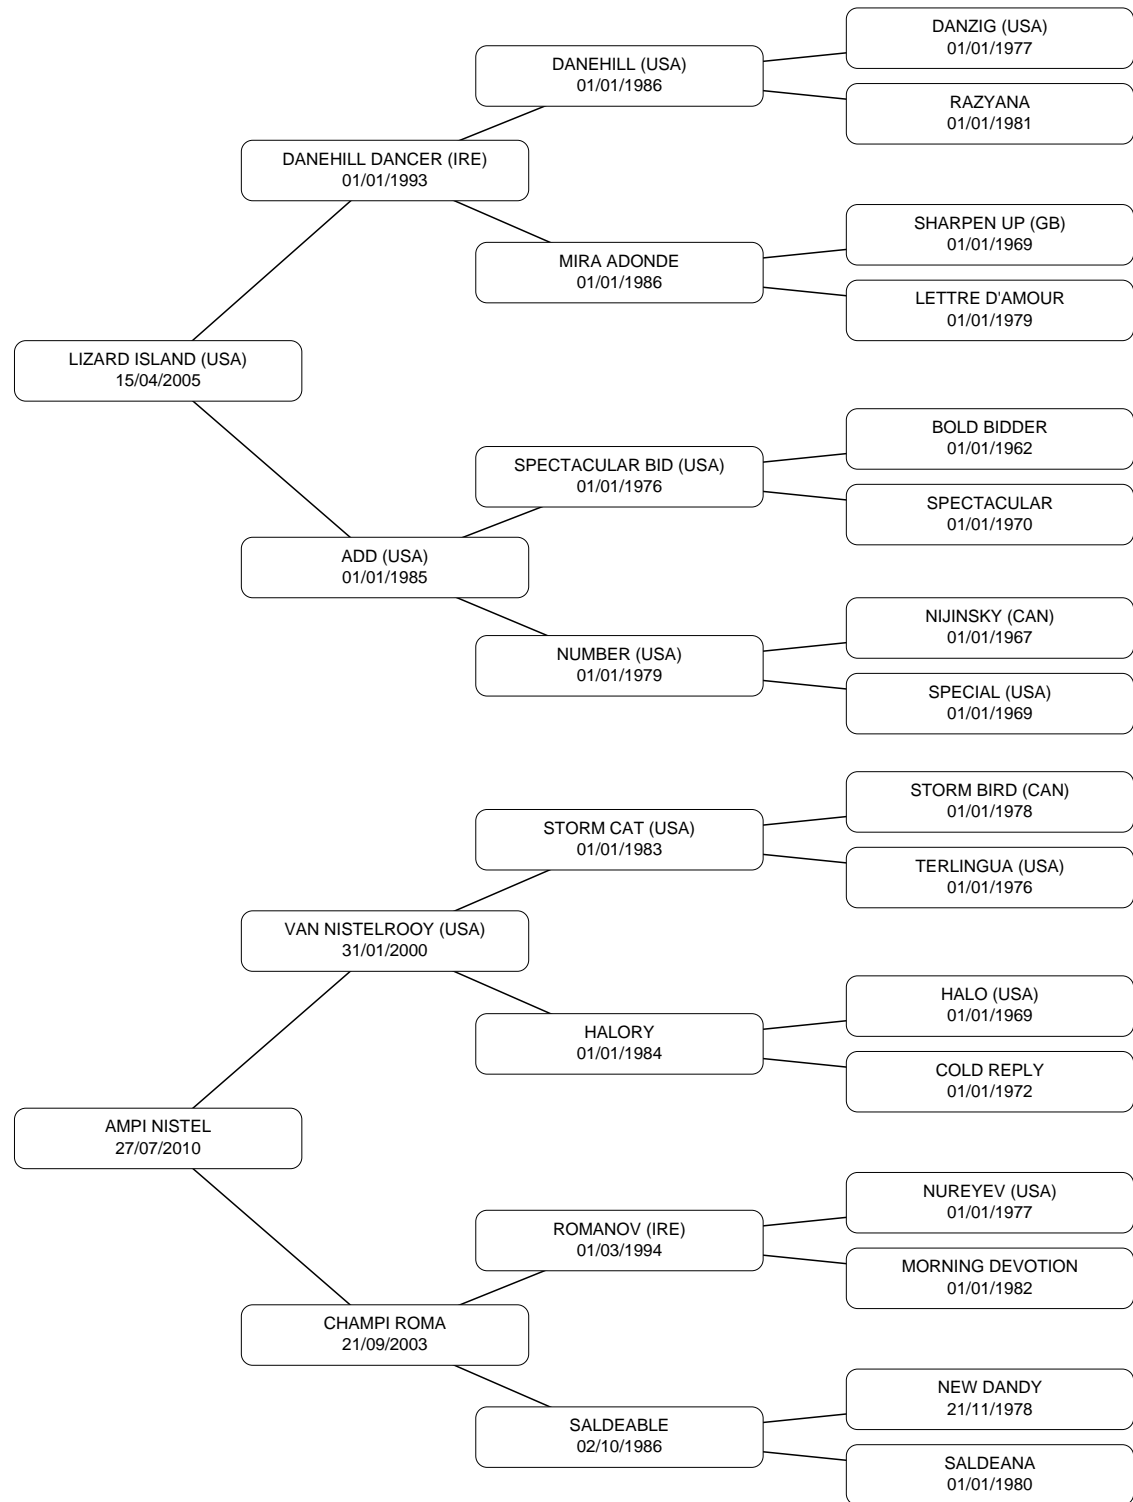 DANZIG (USA)
01/01/1977
DANEHILL (USA)
01/01/1986
RAZYANA
01/01/1981
DANEHILL DANCER (IRE)
01/01/1993
SHARPEN UP (GB)
01/01/1969
MIRA ADONDE
01/01/1986
LETTRE D'AMOUR
01/01/1979
LIZARD ISLAND (USA)
15/04/2005
BOLD BIDDER
01/01/1962
SPECTACULAR BID (USA)
01/01/1976
SPECTACULAR
01/01/1970
ADD (USA)
01/01/1985
NIJINSKY (CAN)
01/01/1967
NUMBER (USA)
01/01/1979
SPECIAL (USA)
01/01/1969
STORM BIRD (CAN)
01/01/1978
STORM CAT (USA)
01/01/1983
TERLINGUA (USA)
01/01/1976
VAN NISTELROOY (USA)
31/01/2000
HALO (USA)
01/01/1969
HALORY
01/01/1984
COLD REPLY
01/01/1972
AMPI NISTEL
27/07/2010
NUREYEV (USA)
01/01/1977
ROMANOV (IRE)
01/03/1994
MORNING DEVOTION
01/01/1982
CHAMPI ROMA
21/09/2003
NEW DANDY
21/11/1978
SALDEABLE
02/10/1986
SALDEANA
01/01/1980